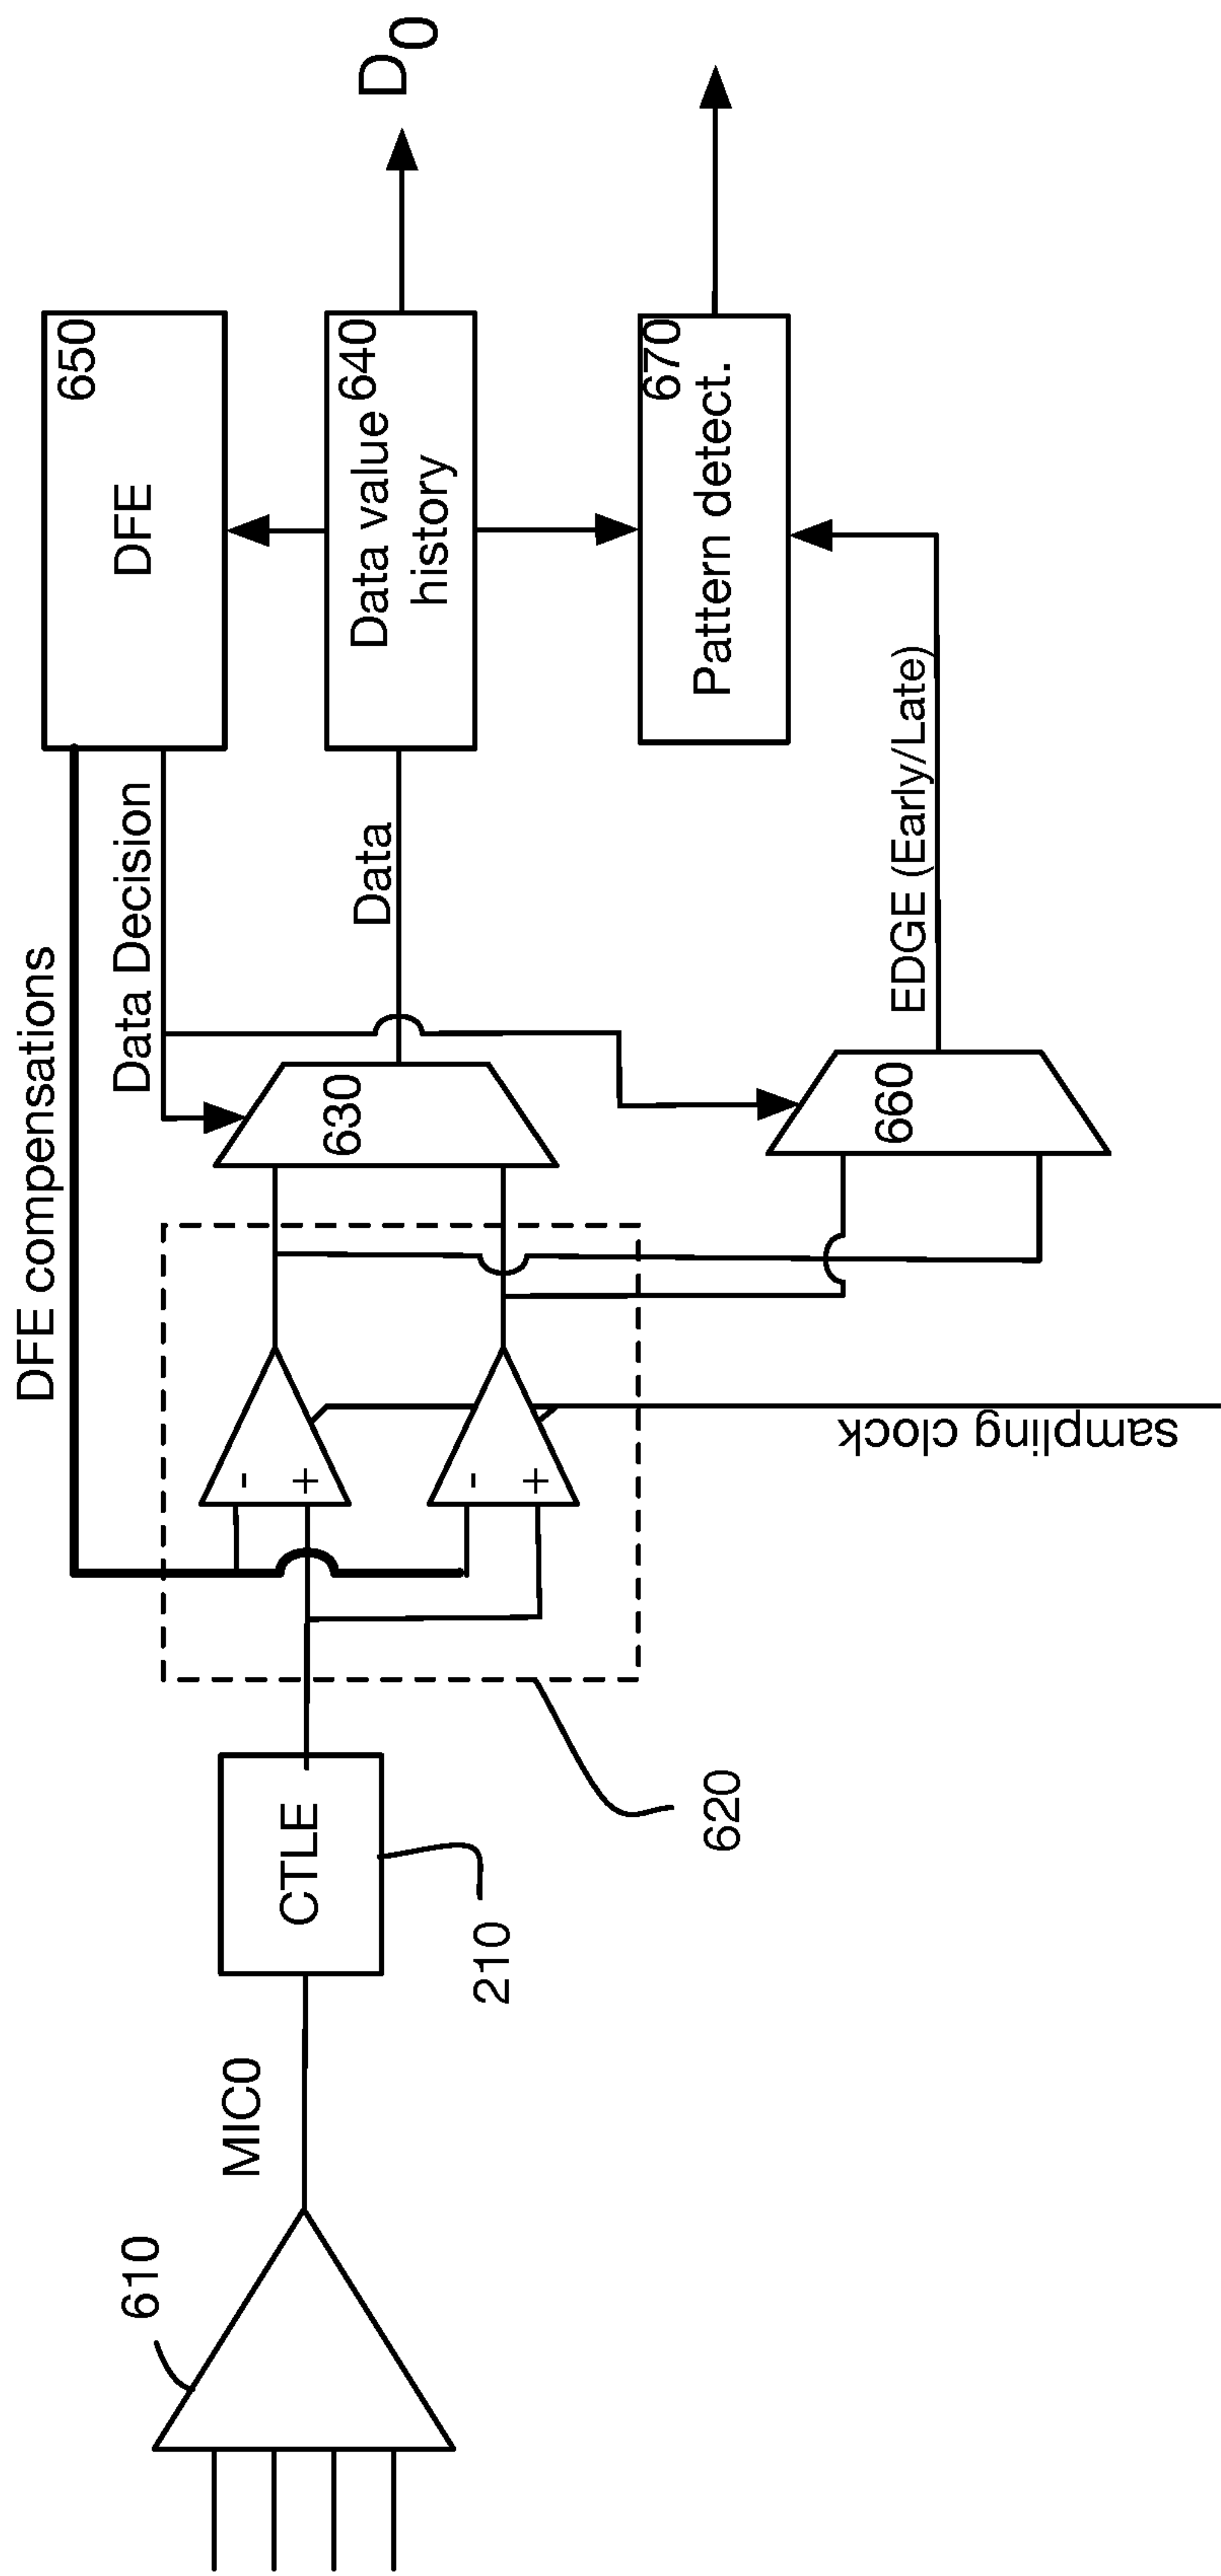 610
MIC0
CTLE
210
620
-
+
-
+
sampling clock
DFE compensations
Data Decision
630
Data
660
EDGE (Early/Late)
650
DFE
640
Data value
history
670
Pattern detect.
D0